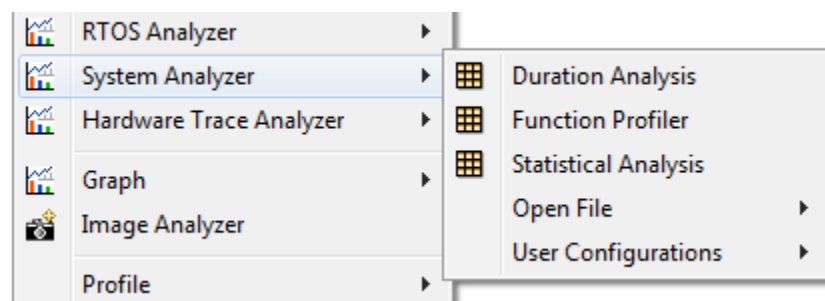 RTOS Analyzer
System Analyzer
Hardware Trace Analyzer
Graph
Image Analyzer
Profile
Duration Analysis
Function Profiler
Statistical Analysis
Open File
User Configurations